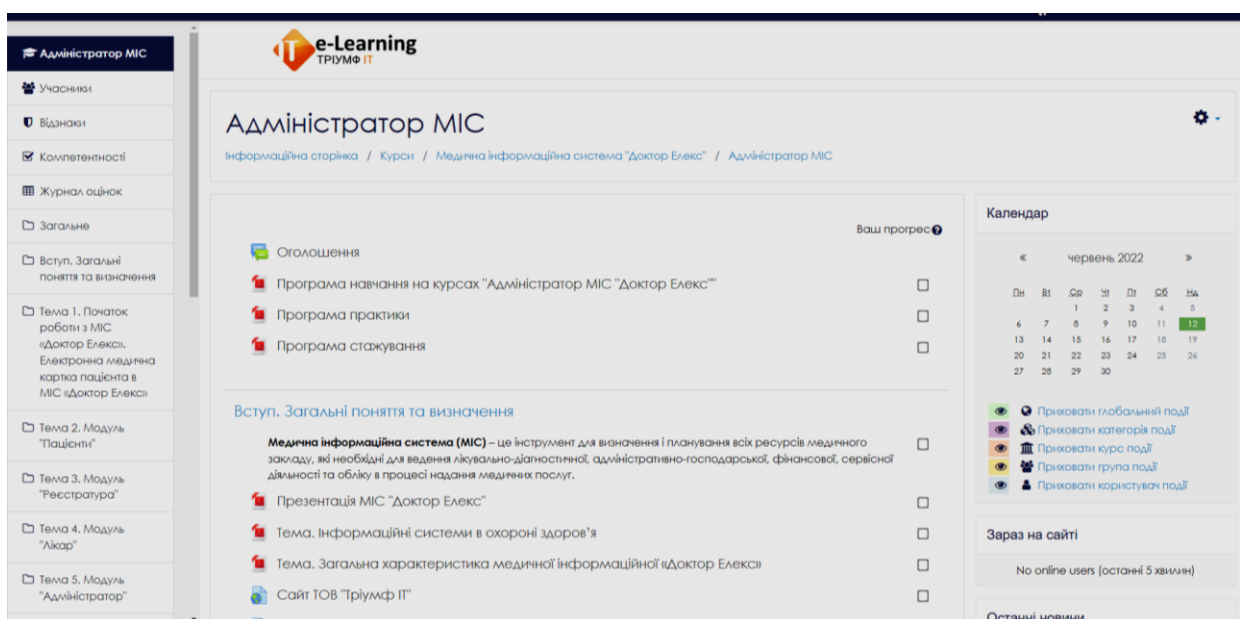 Адміністратор МІС
Учасники
Відзнаки
Компетентності
Журнал оцінок
Загальне
Вступ. Загальні
поняття та визначення
Тема 1. Початок
роботи з МІС
«Доктор Елекс».
Електронна медична
картка пацієнта в
МІС «Доктор Елекс»
Тема 2. Модуль
"Пацієнти"
Тема 3. Модуль
"Реєстратура"
Тема 4. Модуль
"Лікар"
Тема 5. Модуль
"Адміністратор"
IT
e-Learning
ТРІУМФ IT
Адміністратор МІС
Інформаційна сторінка / Курси / Медична інформаційна система "Доктор Елекс" / Адміністратор МІС
Ваш прогрес
Оголошення
Програма навчання на курсах "Адміністратор МІС "Доктор Елекс""
Програма практики
Програма стажування
Вступ. Загальні поняття та визначення
Медична інформаційна система (МІС) – це інструмент для визначення і планування всіх ресурсів медичного
закладу, які необхідні для ведення лікувально-діагностичної, адміністративно-господарської, фінансової, сервісної
діяльності та обліку в процесі надання медичних послуг.
Презентація МІС "Доктор Елекс"
Тема. Інформаційні системи в охороні здоров'я
Тема. Загальна характеристика медичної інформаційної «Доктор Елекс»
Сайт ТОВ "Тріумф ІТ"
Календар
« червень 2022 »
Пн Вт Ср Чт Пт Сб Нд
1 2 3 4 5
6 7 8 9 10 11 12
13 14 15 16 17 18 19
20 21 22 23 24 25 26
27 28 29 30
Приховати глобальний події
Приховати категорія події
Приховати курс події
Приховати група події
Приховати користувач події
Зараз на сайті
No online users (останні 5 хвилин)
Останні новини